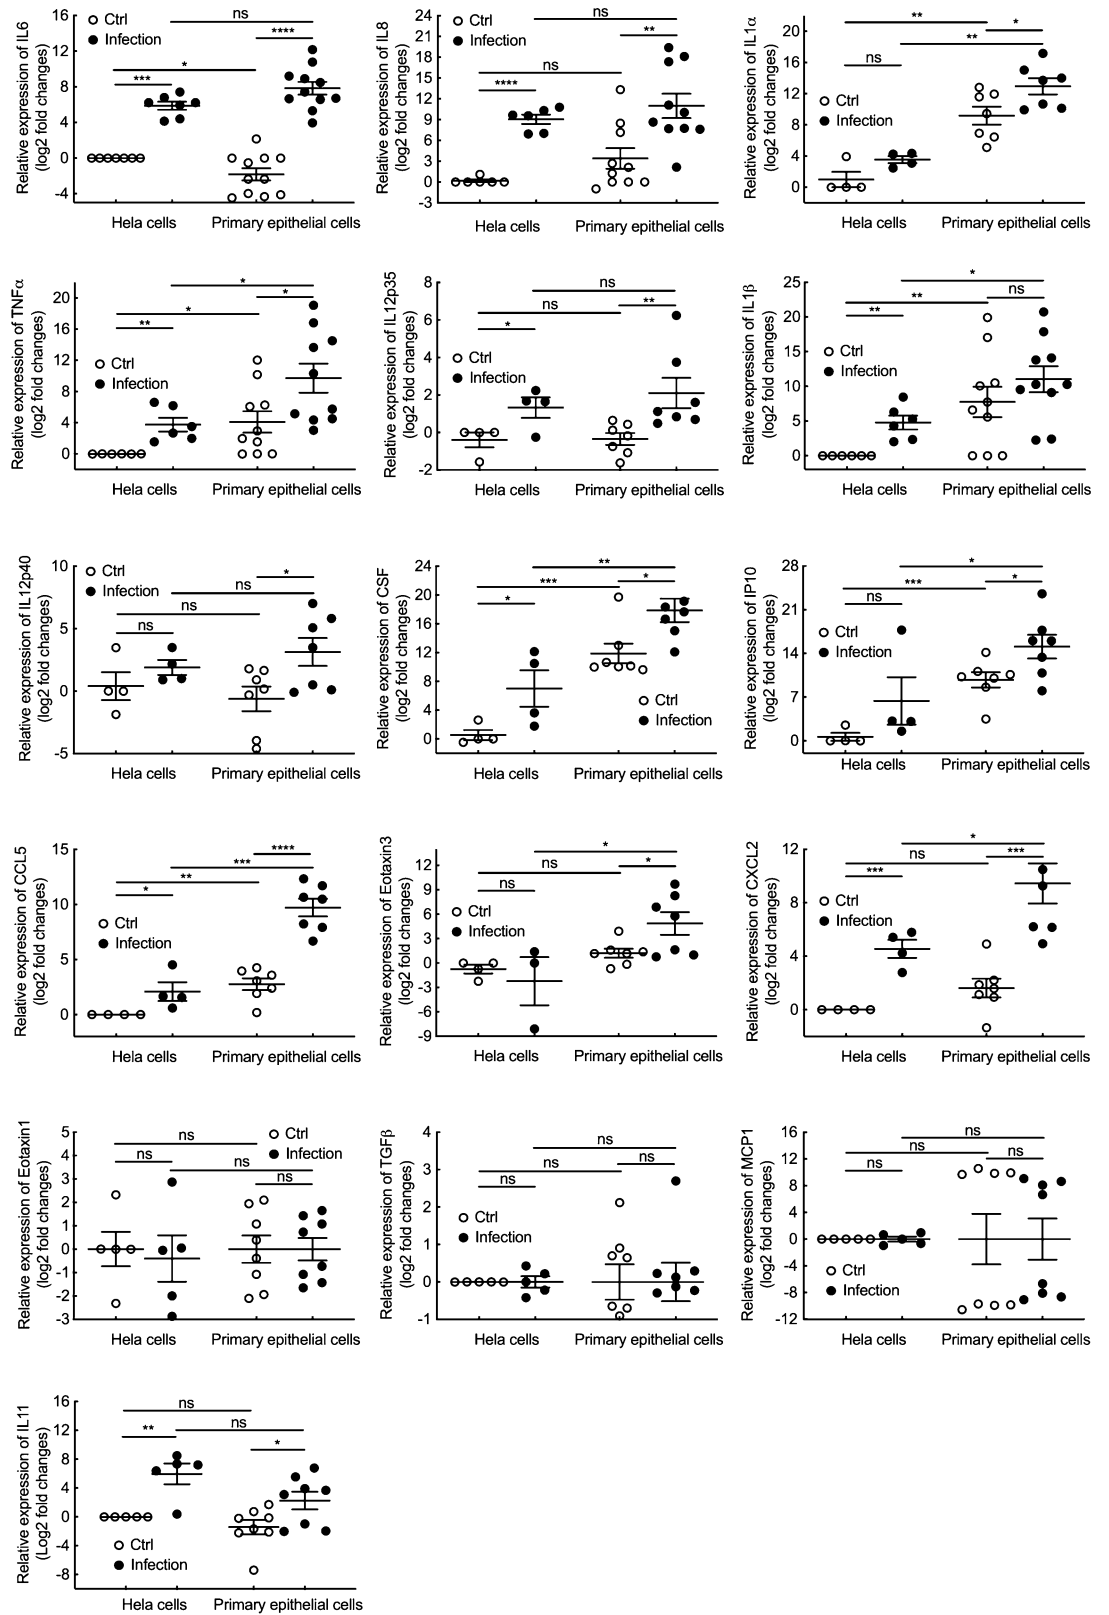 Relative expression of IL6
(log2 fold changes)
16
12
8
4
0
-4
Ctrl
Infection
ns
****
*
***
Hela cells
Primary epithelial cells
Relative expression of IL8
(log2 fold changes)
24
21
18
15
12
9
6
3
0
-3
Ctrl
Infection
ns
**
ns
****
Hela cells
Primary epithelial cells
Relative expression of IL1α
(log2 fold changes)
20
16
12
8
4
0
**
*
**
ns
Ctrl
Infection
Hela cells
Primary epithelial cells
Relative expression of TNFα
(log2 fold changes)
20
16
12
8
4
0
*
*
*
**
Ctrl
Infection
Hela cells
Primary epithelial cells
Relative expression of IL12p35
(log2 fold changes)
8
6
4
2
0
-2
ns
**
ns
*
Ctrl
Infection
Hela cells
Primary epithelial cells
Relative expression of IL1β
(log2 fold changes)
25
20
15
10
5
0
*
ns
**
**
Ctrl
Infection
Hela cells
Primary epithelial cells
Relative expression of IL12p40
(log2 fold changes)
10
5
0
-5
Ctrl
Infection
*
ns
ns
ns
Hela cells
Primary epithelial cells
Relative expression of CSF
(log2 fold changes)
24
20
16
12
8
4
0
**
*
***
*
Ctrl
Infection
Hela cells
Primary epithelial cells
Relative expression of IP10
(log2 fold changes)
28
21
14
7
0
*
*
***
ns
Ctrl
Infection
Hela cells
Primary epithelial cells
Relative expression of CCL5
(log2 fold changes)
15
10
5
0
****
***
**
*
Ctrl
Infection
Hela cells
Primary epithelial cells
Relative expression of Eotaxin3
(log2 fold changes)
12
9
6
3
0
-3
-6
-9
*
*
ns
ns
Ctrl
Infection
Hela cells
Primary epithelial cells
Relative expression of CXCL2
(log2 fold changes)
12
8
4
0
*
***
ns
***
Ctrl
Infection
Hela cells
Primary epithelial cells
Relative expression of Eotaxin1
(log2 fold changes)
5
4
3
2
1
0
-1
-2
-3
Ctrl
Infection
ns
ns
ns
ns
Hela cells
Primary epithelial cells
Relative expression of TGFβ
(log2 fold changes)
4
3
2
1
0
-1
ns
ns
ns
ns
Ctrl
Infection
Hela cells
Primary epithelial cells
Relative expression of MCP1
(log2 fold changes)
16
12
8
4
0
-4
-8
-12
ns
ns
ns
ns
Ctrl
Infection
Hela cells
Primary epithelial cells
Relative expression of IL11
(Log2 fold changes)
16
12
8
4
0
-4
-8
ns
ns
**
*
Ctrl
Infection
Hela cells
Primary epithelial cells